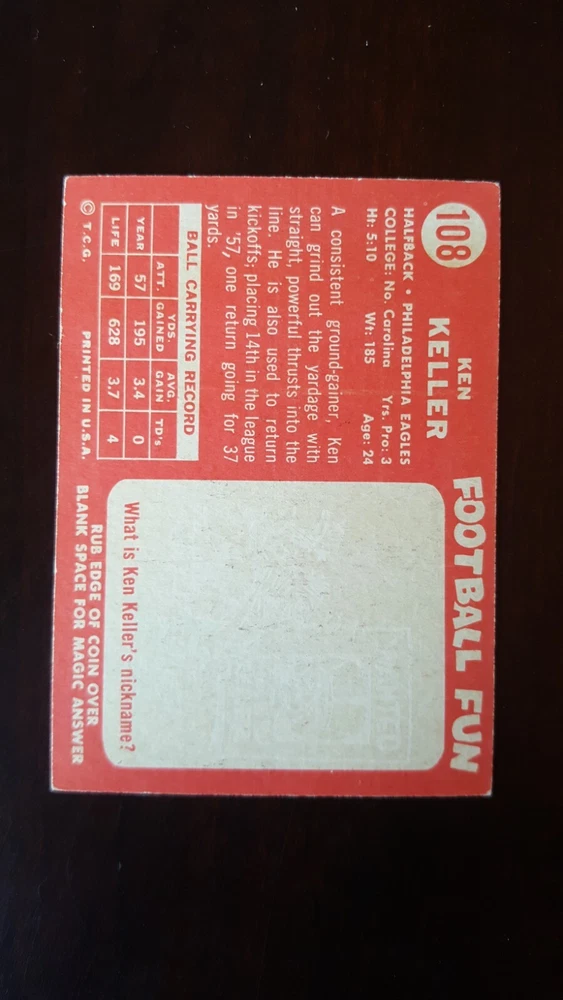 108
KEN
KELLER
HALFBACK • PHILADELPHIA EAGLES
COLLEGE: No. Carolina Yrs. Pro: 3
Ht: 5:10 Wt: 185 Age: 24
A consistent ground-gainer, Ken
can grind out the yardage with
straight, powerful thrusts into the
line. He is also used to return
kickoffs; placing 14th in the league
in '57, one return going for 37
yards.
BALL CARRYING RECORD
ATT. YDS. GAINED AVG. GAIN TD's
YEAR 57 195 3.4 0
LIFE 169 628 3.7 4
© T.C.G. PRINTED IN U.S.A.
FOOTBALL FUN
What is Ken Keller's nickname?
RUB EDGE OF COIN OVER
BLANK SPACE FOR MAGIC ANSWER